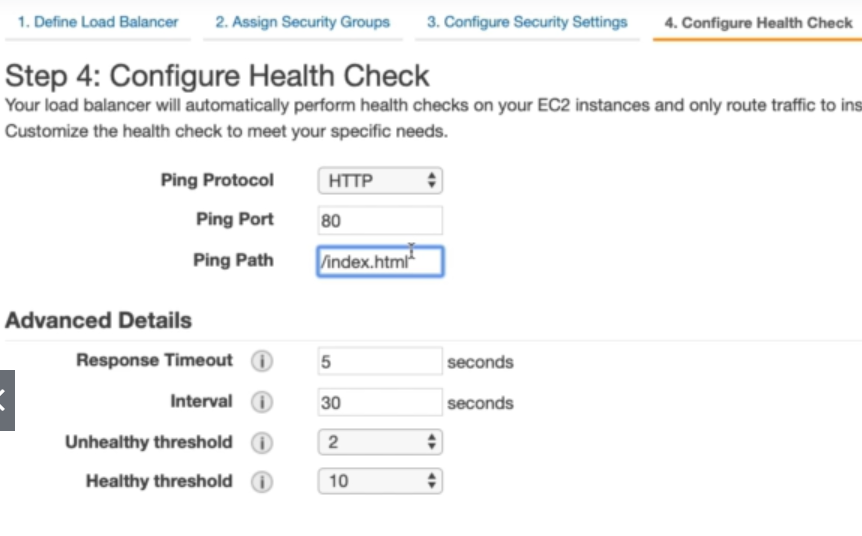 1. Define Load Balancer 2. Assign Security Groups 3. Configure Security Settings 4. Configure Health Check
Step 4: Configure Health Check
Your load balancer will automatically perform health checks on your EC2 instances and only route traffic to ins
Customize the health check to meet your specific needs.
Ping Protocol HTTP
Ping Port 80
Ping Path /index.html
Advanced Details
Response Timeout i 5 seconds
Interval i 30 seconds
Unhealthy threshold i 2
Healthy threshold i 10